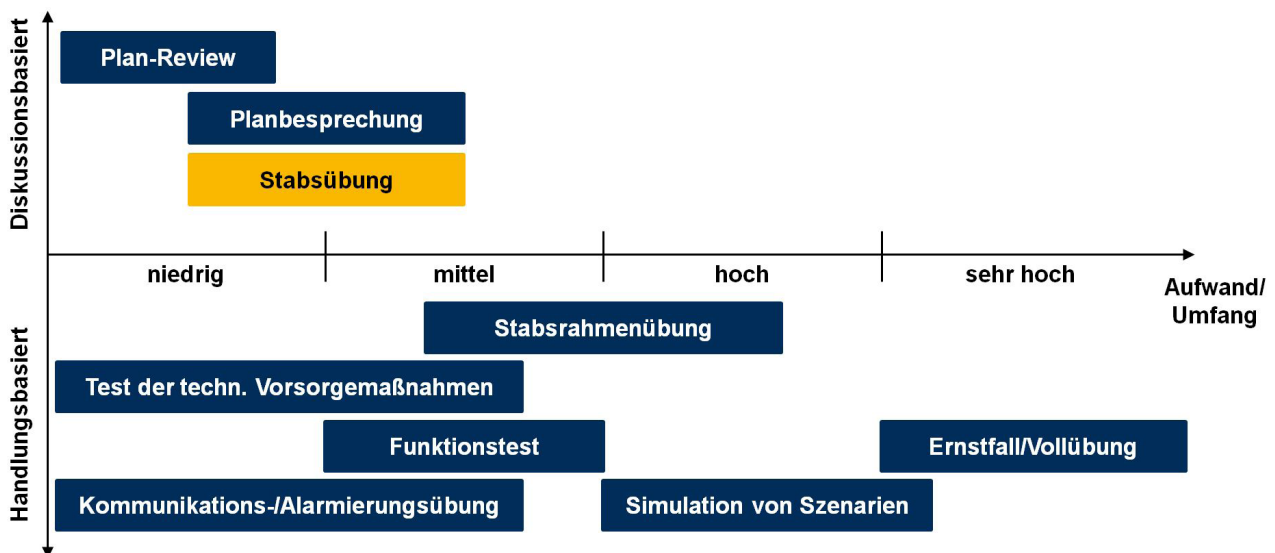 Diskussionsbasiert
Plan-Review
Planbesprechung
Stabsübung
niedrig
mittel
hoch
sehr hoch
Aufwand/
Umfang
Handlungsbasiert
Stabsrahmenübung
Test der techn. Vorsorgemaßnahmen
Funktionstest
Ernstfall/Vollübung
Kommunikations-/Alarmierungsübung
Simulation von Szenarien